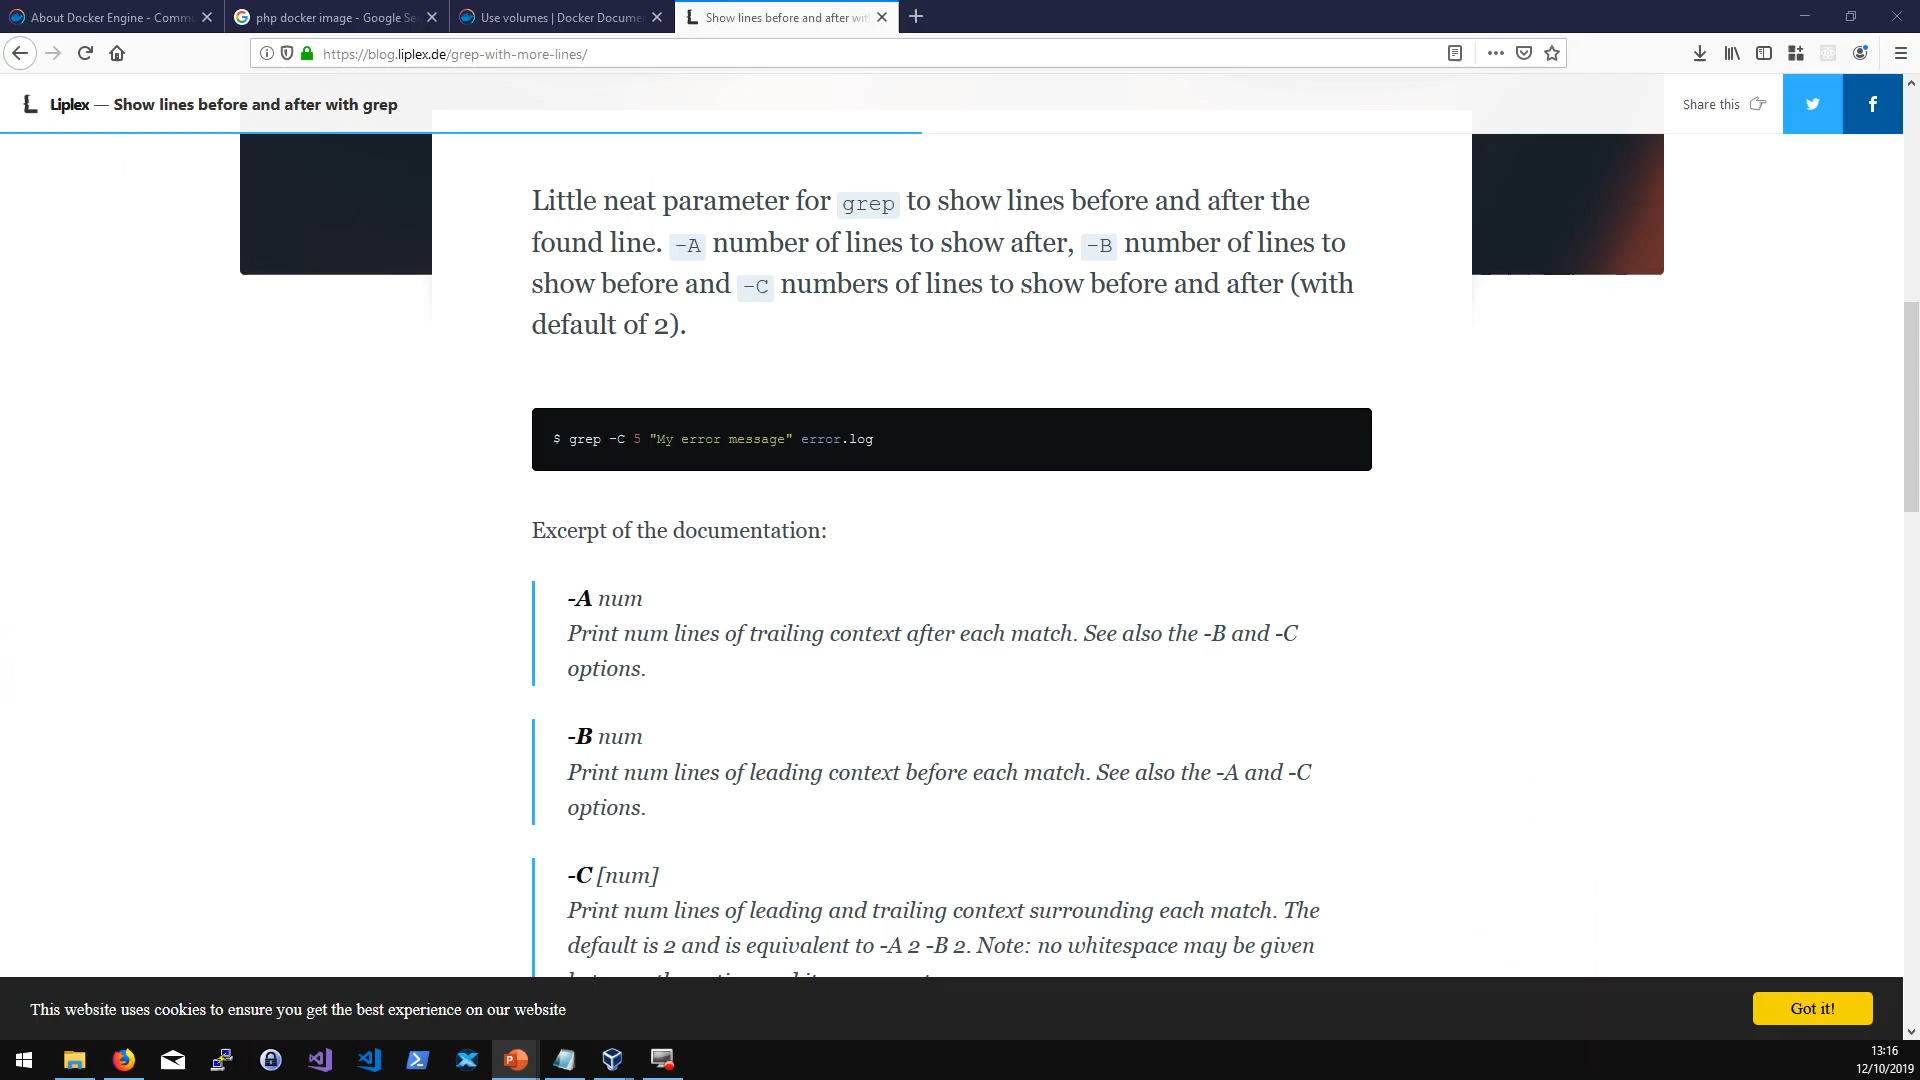 About Docker Engine - Commu
php docker image - Google Se
Use volumes | Docker Docume
Show lines before and after wit
https://blog.liplex.de/grep-with-more-lines/
Liplex — Show lines before and after with grep
Share this
Little neat parameter for grep to show lines before and after the
found line. -A number of lines to show after, -B number of lines to
show before and -C numbers of lines to show before and after (with
default of 2).
$ grep -C 5 "My error message" error.log
Excerpt of the documentation:
-A num
Print num lines of trailing context after each match. See also the -B and -C
options.
-B num
Print num lines of leading context before each match. See also the -A and -C
options.
-C [num]
Print num lines of leading and trailing context surrounding each match. The
default is 2 and is equivalent to -A 2 -B 2. Note: no whitespace may be given
This website uses cookies to ensure you get the best experience on our website
Got it!
13:16
12/10/2019